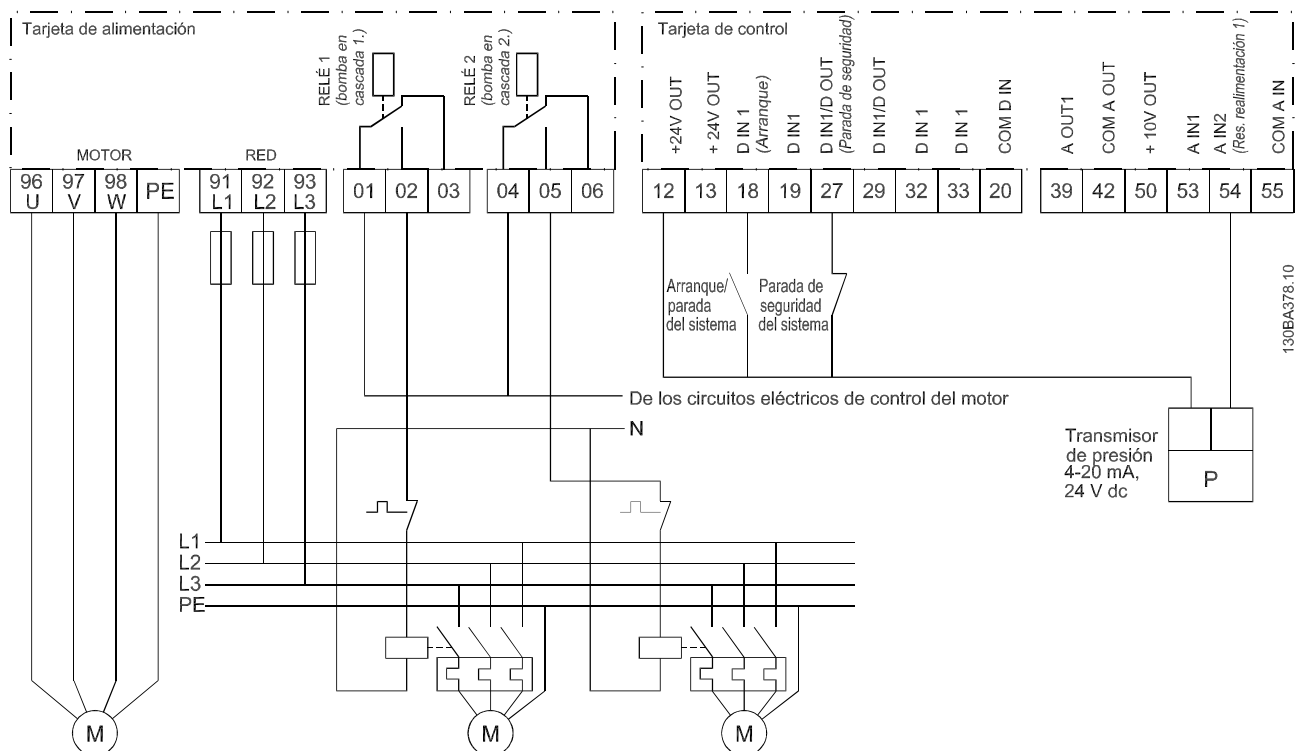 Tarjeta de alimentación
RELÉ 1
(bomba en
cascada 1.)
RELÉ 2
(bomba en
cascada 2.)
MOTOR
RED
96 97 98 PE
U V W
91 92 93
L1 L2 L3
01 02 03
04 05 06
Tarjeta de control
+24V OUT
+ 24V OUT
D IN 1
(Arranque)
D IN1
D IN1/D OUT
(Parada de seguridad)
D IN1/D OUT
D IN 1
D IN 1
COM D IN
A OUT1
COM A OUT
+ 10V OUT
A IN1
A IN2
(Res. realimentación 1)
COM A IN
12 13 18 19 27 29 32 33 20
39 42 50 53 54 55
Arranque/
parada
del sistema
Parada de
seguridad
del sistema
130BA378.10
De los circuitos eléctricos de control del motor
N
Transmisor
de presión
4-20 mA,
24 V dc
P
L1
L2
L3
PE
M
M
M